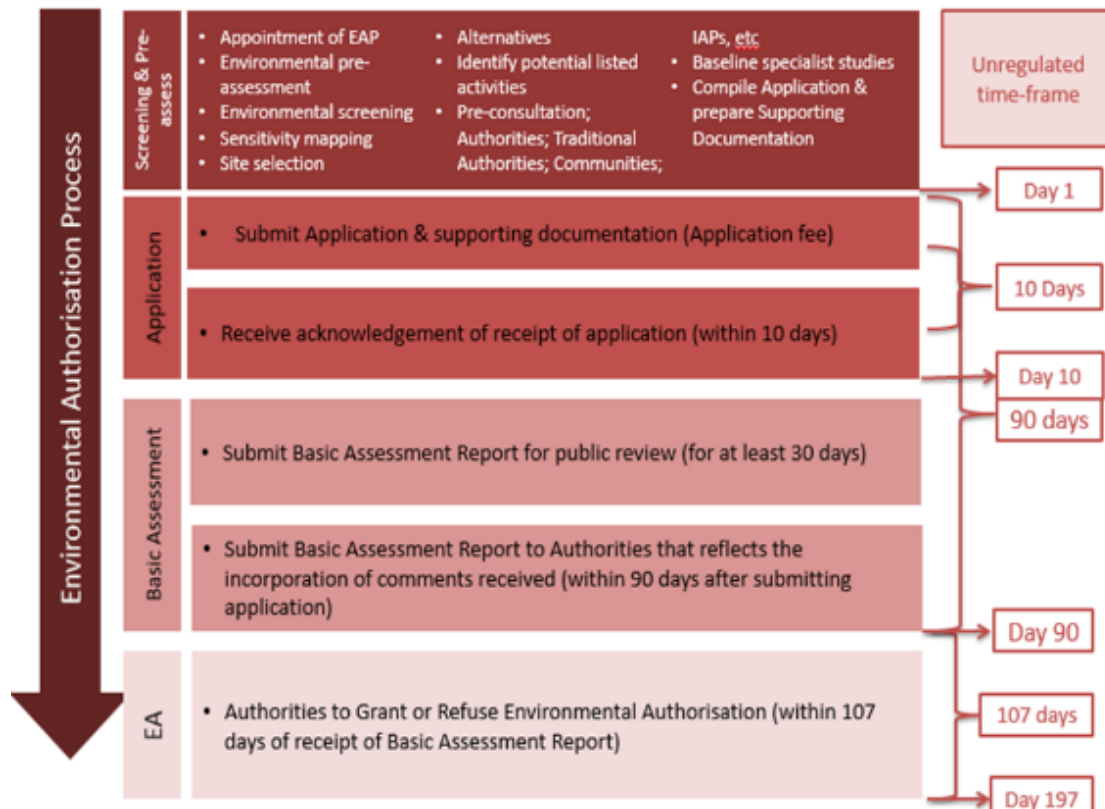 Environmental Authorisation Process
Screening & Pre-
assess
• Appointment of EAP
• Environmental pre-
assessment
• Environmental screening
• Sensitivity mapping
• Site selection
• Alternatives
• Identify potential listed
activities
• Pre-consultation;
Authorities; Traditional
Authorities; Communities;
IAPs, etc
• Baseline specialist studies
• Compile Application &
prepare Supporting
Documentation
Unregulated
time-frame
Day 1
Application
• Submit Application & supporting documentation (Application fee)
10 Days
• Receive acknowledgement of receipt of application (within 10 days)
Day 10
90 days
Basic Assessment
• Submit Basic Assessment Report for public review (for at least 30 days)
• Submit Basic Assessment Report to Authorities that reflects the
incorporation of comments received (within 90 days after submitting
application)
Day 90
EA
• Authorities to Grant or Refuse Environmental Authorisation (within 107
days of receipt of Basic Assessment Report)
107 days
Day 197